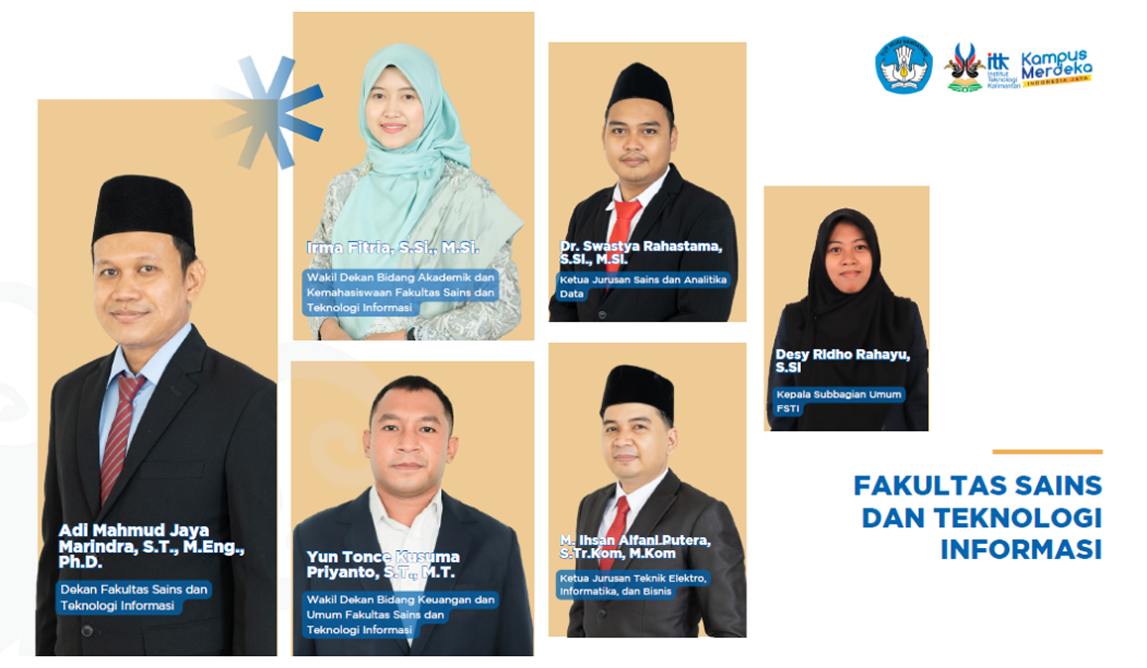 itk
Institut
Teknologi
Kalimantan
Kampus
Merdeka
INDONESIA JAYA
Irma Fitria, S.Si., M.Si.
Wakil Dekan Bidang Akademik dan
Kemahasiswaan Fakultas Sains dan
Teknologi Informasi
Dr. Swastya Rahastama,
S.Si., M.Si.
Ketua Jurusan Sains dan Analitika
Data
Desy Ridho Rahayu,
S.Si
Kepala Subbagian Umum
FSTI
Adi Mahmud Jaya
Marindra, S.T., M.Eng.,
Ph.D.
Dekan Fakultas Sains dan
Teknologi Informasi
Yun Tonce Kusuma
Priyanto, S.T., M.T.
Wakil Dekan Bidang Keuangan dan
Umum Fakultas Sains dan
Teknologi Informasi
M. Ihsan Alfani Putera,
S.Tr.Kom, M.Kom
Ketua Jurusan Teknik Elektro,
Informatika, dan Bisnis
FAKULTAS SAINS
DAN TEKNOLOGI
INFORMASI